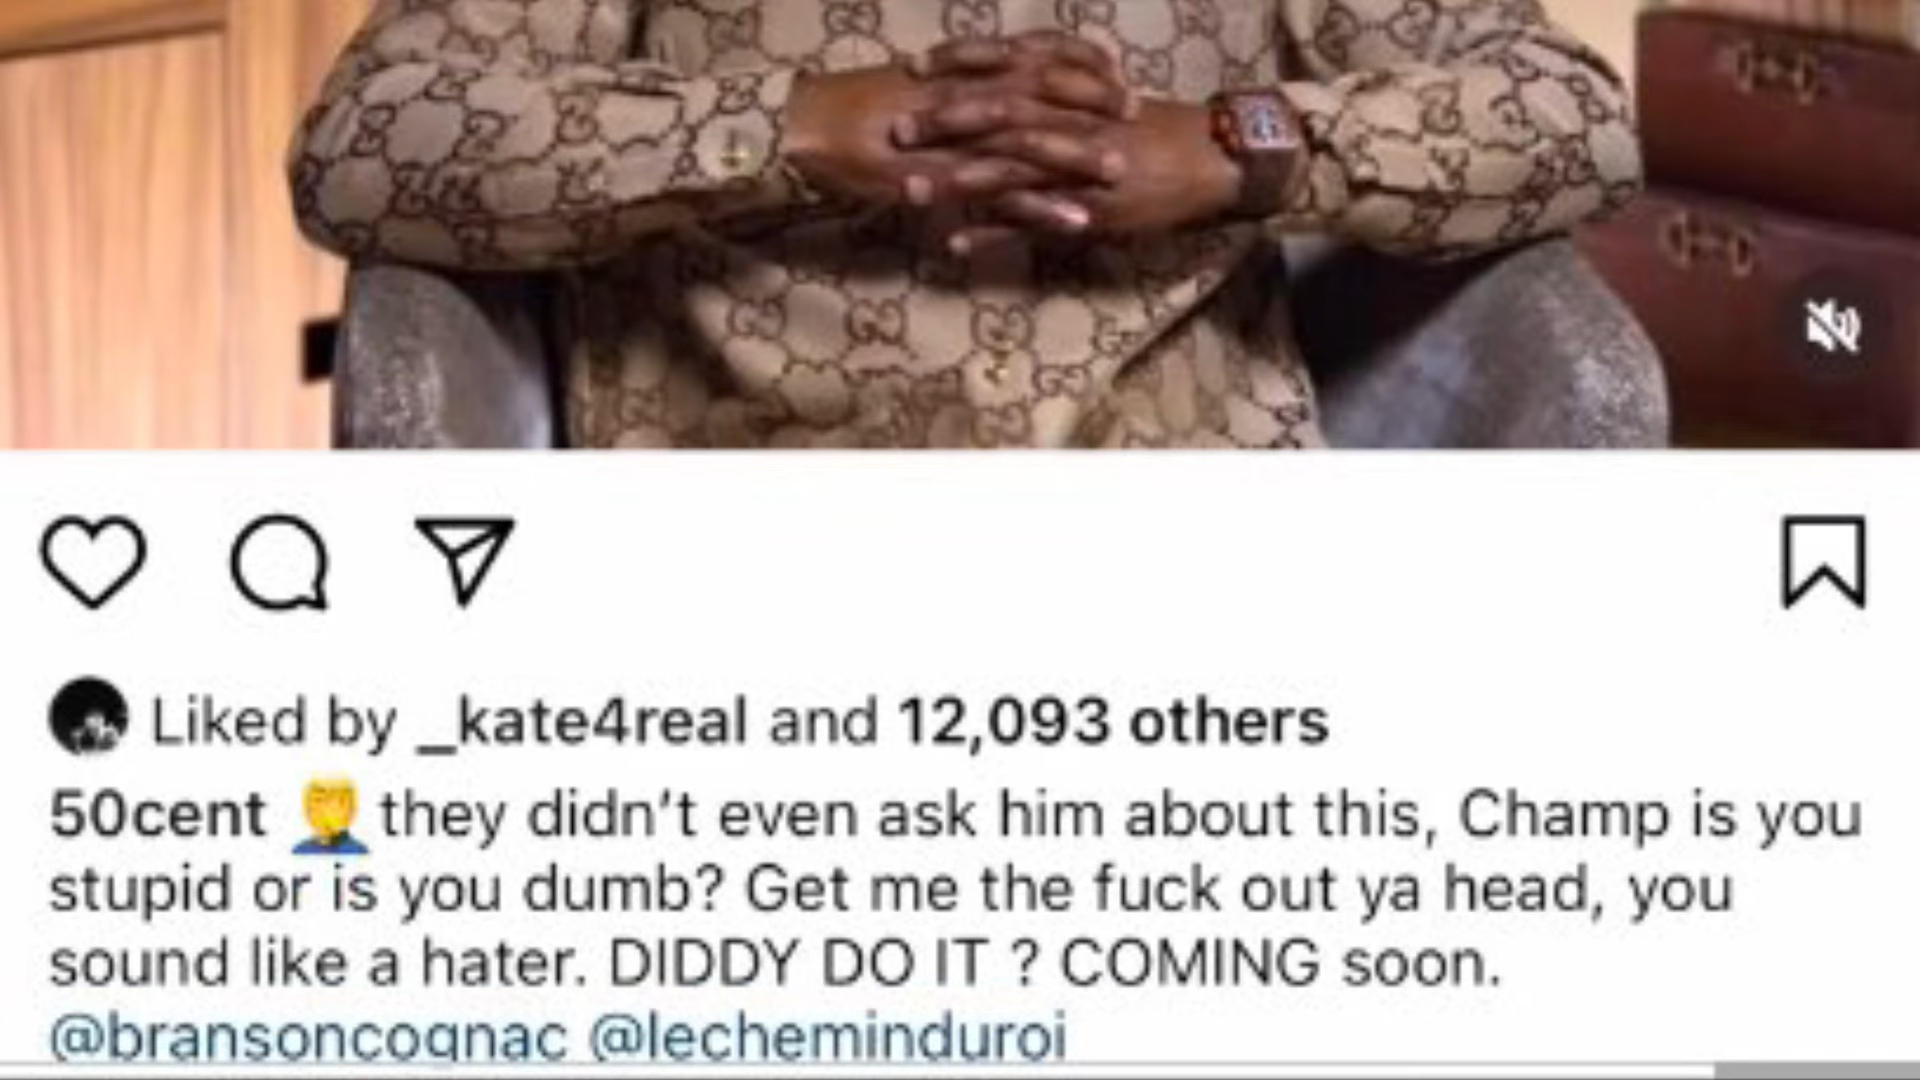 Liked by _kate4real and 12,093 others
50cent 🤦‍♂️ they didn't even ask him about this, Champ is you
stupid or is you dumb? Get me the fuck out ya head, you
sound like a hater. DIDDY DO IT ? COMING soon.
@bransoncognac @lecheminduroi